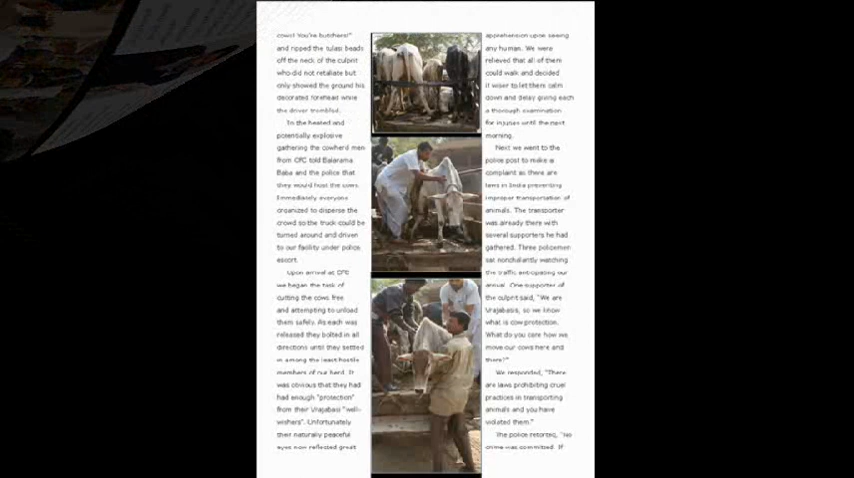 cows! You're butchers!"
and ripped the tulasi beads
off the neck of the culprit
who did not retaliate but
only showed the ground his
decorated forehead while
the driver trembled.
In the heated and
potentially explosive
gathering the cowherd men
from CFC told Balarama
Baba and the police that
they would host the cows.
Immediately everyone
organized to disperse the
crowd so the truck could be
turned around and driven
to our facility under police
escort.
Upon arrival at CFC
we began the task of
cutting the cows free
and attempting to unload
them safely. As each was
released they bolted in all
directions until they settled
in among the least hostile
members of our herd. It
was obvious that they had
had enough "protection"
from their Vrajabasi "well-
wishers". Unfortunately
their naturally peaceful
eyes now reflected great
apprehension upon seeing
any human. We were
relieved that all of them
could walk and decided
it wiser to let them calm
down and delay giving each
a thorough examination
for injuries until the next
morning.
Next we went to the
police post to make a
complaint as there are
laws in India preventing
improper transportation of
animals. The transporter
was already there with
several supporters he had
gathered. Three policemen
sat nonchalantly watching
the traffic anticipating our
arrival. One supporter of
the culprit said, "We are
Vrajabasis, so we know
what is cow protection.
What do you care how we
move our cows here and
there?"
We responded, "There
are laws prohibiting cruel
practices in transporting
animals and you have
violated them."
The police retorted, "No
crime was committed. If